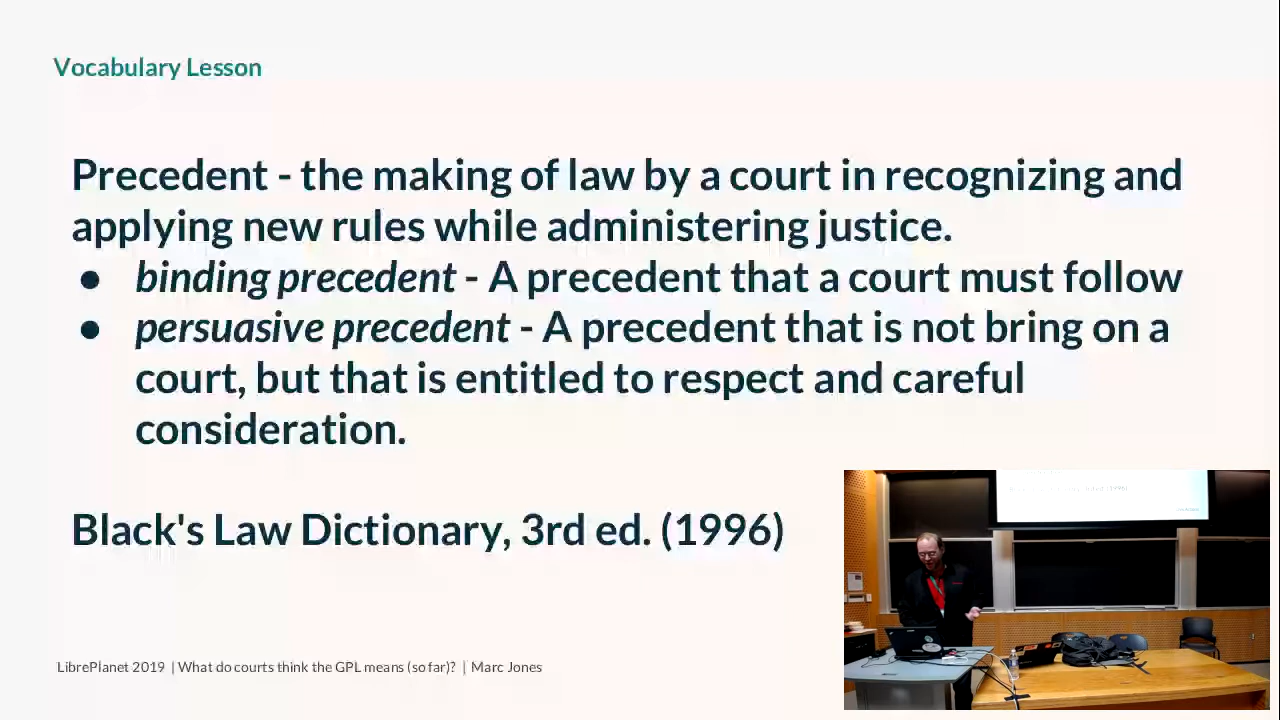 Vocabulary Lesson
Precedent - the making of law by a court in recognizing and
applying new rules while administering justice.
● binding precedent - A precedent that a court must follow
● persuasive precedent - A precedent that is not bring on a
court, but that is entitled to respect and careful
consideration.
Black's Law Dictionary, 3rd ed. (1996)
LibrePlanet 2019 | What do courts think the GPL means (so far)? | Marc Jones